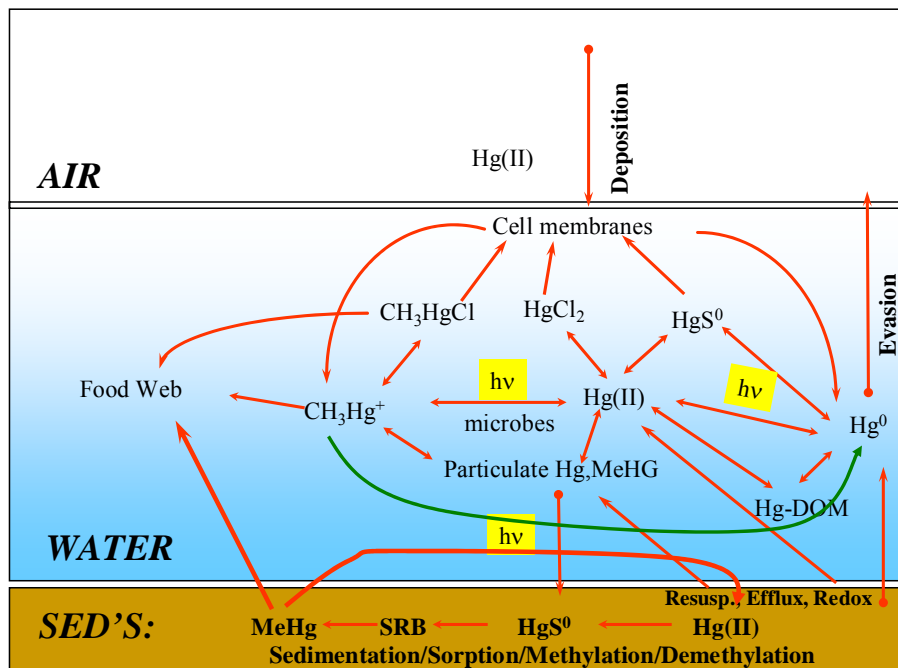 Deposition
Hg(II)
AIR
Cell membranes
CH₃HgCl
HgCl₂
HgS⁰
Evasion
hν
hν
Food Web
CH₃Hg⁺
Hg(II)
microbes
Hg⁰
Particulate Hg,MeHG
Hg-DOM
hν
WATER
Resusp., Efflux, Redox
SED'S:
MeHg
SRB
HgS⁰
Hg(II)
Sedimentation/Sorption/Methylation/Demethylation